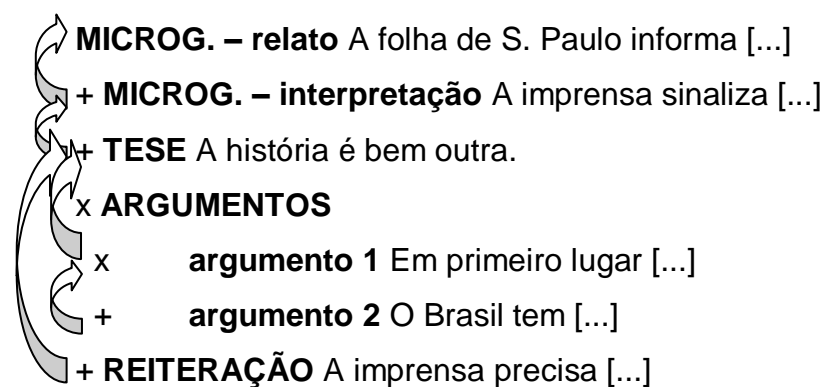 MICROG. – relato A folha de S. Paulo informa [...]
+ MICROG. – interpretação A imprensa sinaliza [...]
+ TESE A história é bem outra.
x ARGUMENTOS
x argumento 1 Em primeiro lugar [...]
+ argumento 2 O Brasil tem [...]
+ REITERAÇÃO A imprensa precisa [...]